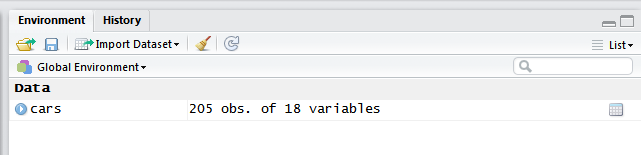 Environment History
Import Dataset List
Global Environment
Data
cars 205 obs. of 18 variables